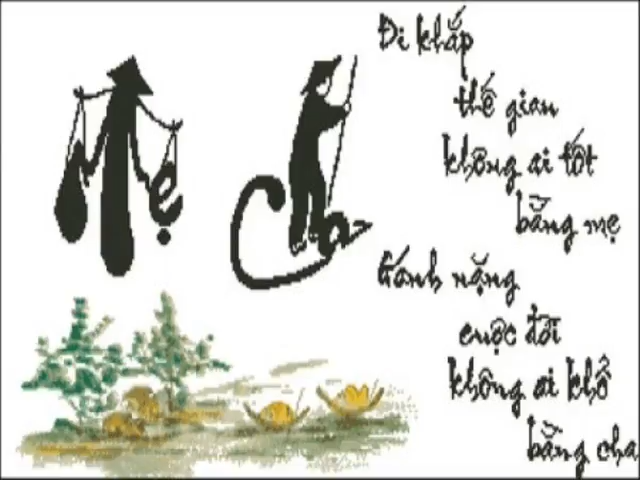 Mẹ Cha
Đi khắp
thế gian
không ai tốt
bằng mẹ
Gánh nặng
cuộc đời
không ai khổ
bằng cha